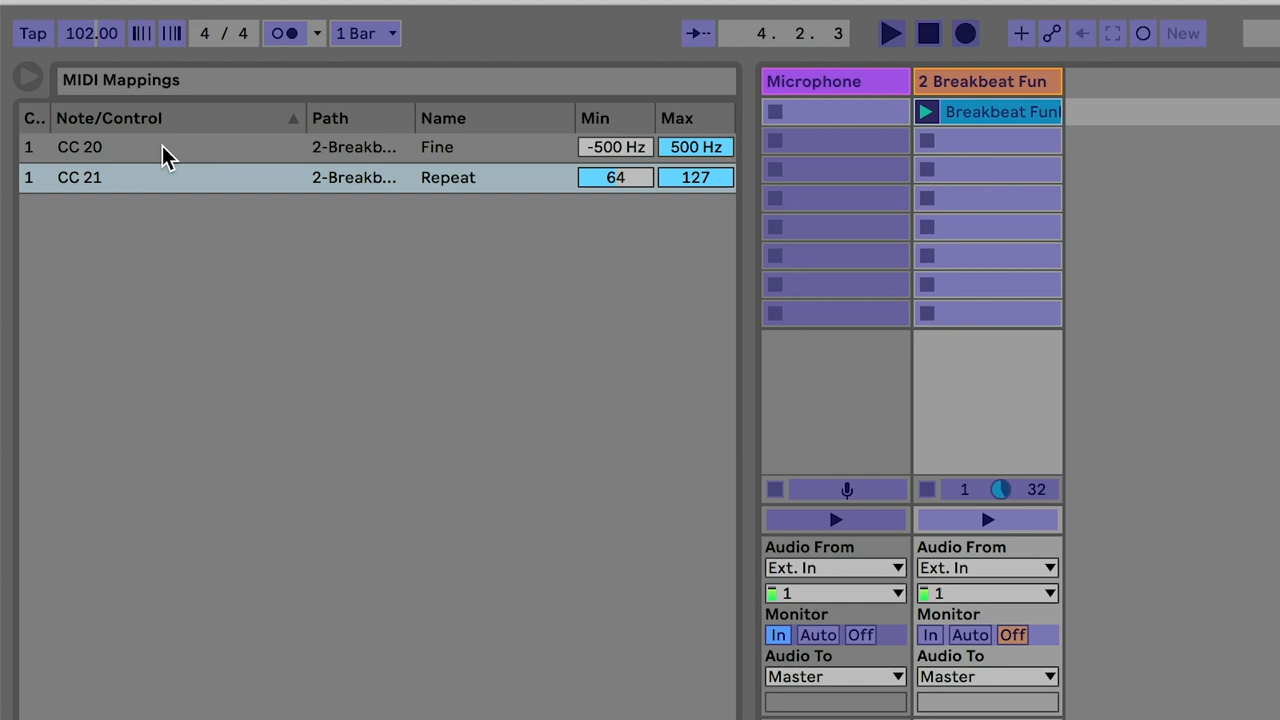 Tap 102.00 4 / 4 1 Bar 4. 2. 3 New
MIDI Mappings
C.. Note/Control Path Name Min Max
1 CC 20 2-Breakb... Fine -500 Hz 500 Hz
1 CC 21 2-Breakb... Repeat 64 127
Microphone 2 Breakbeat Fun
Breakbeat Fun
1 32
Audio From Audio From
Ext. In Ext. In
1 1
Monitor Monitor
In Auto Off In Auto Off
Audio To Audio To
Master Master